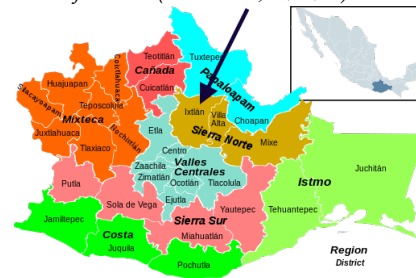 Teotitlán
Tuxtepec
Coixtlahuaca
Cañada
Papaloapam
Huajuapan
Cuicatlán
Silacayoapam
Teposcolula
Ixtlán
Villa
Alta
Choapan
Mixteca
Nochixtlán
Etla
Juxtlahuaca
Sierra Norte
Tlaxiaco
Centro
Mixe
Zaachila
Valles
Zimatlán
Centrales
Juchitán
Putla
Ocotlán
Tlacolula
Istmo
Ejutla
Sola de Vega
Yautepec
Tehuantepec
Jamiltepec
Sierra Sur
Costa
Miahuatlán
Juquila
Region
Pochutla
District